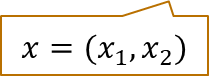 x = (x₁, x₂)